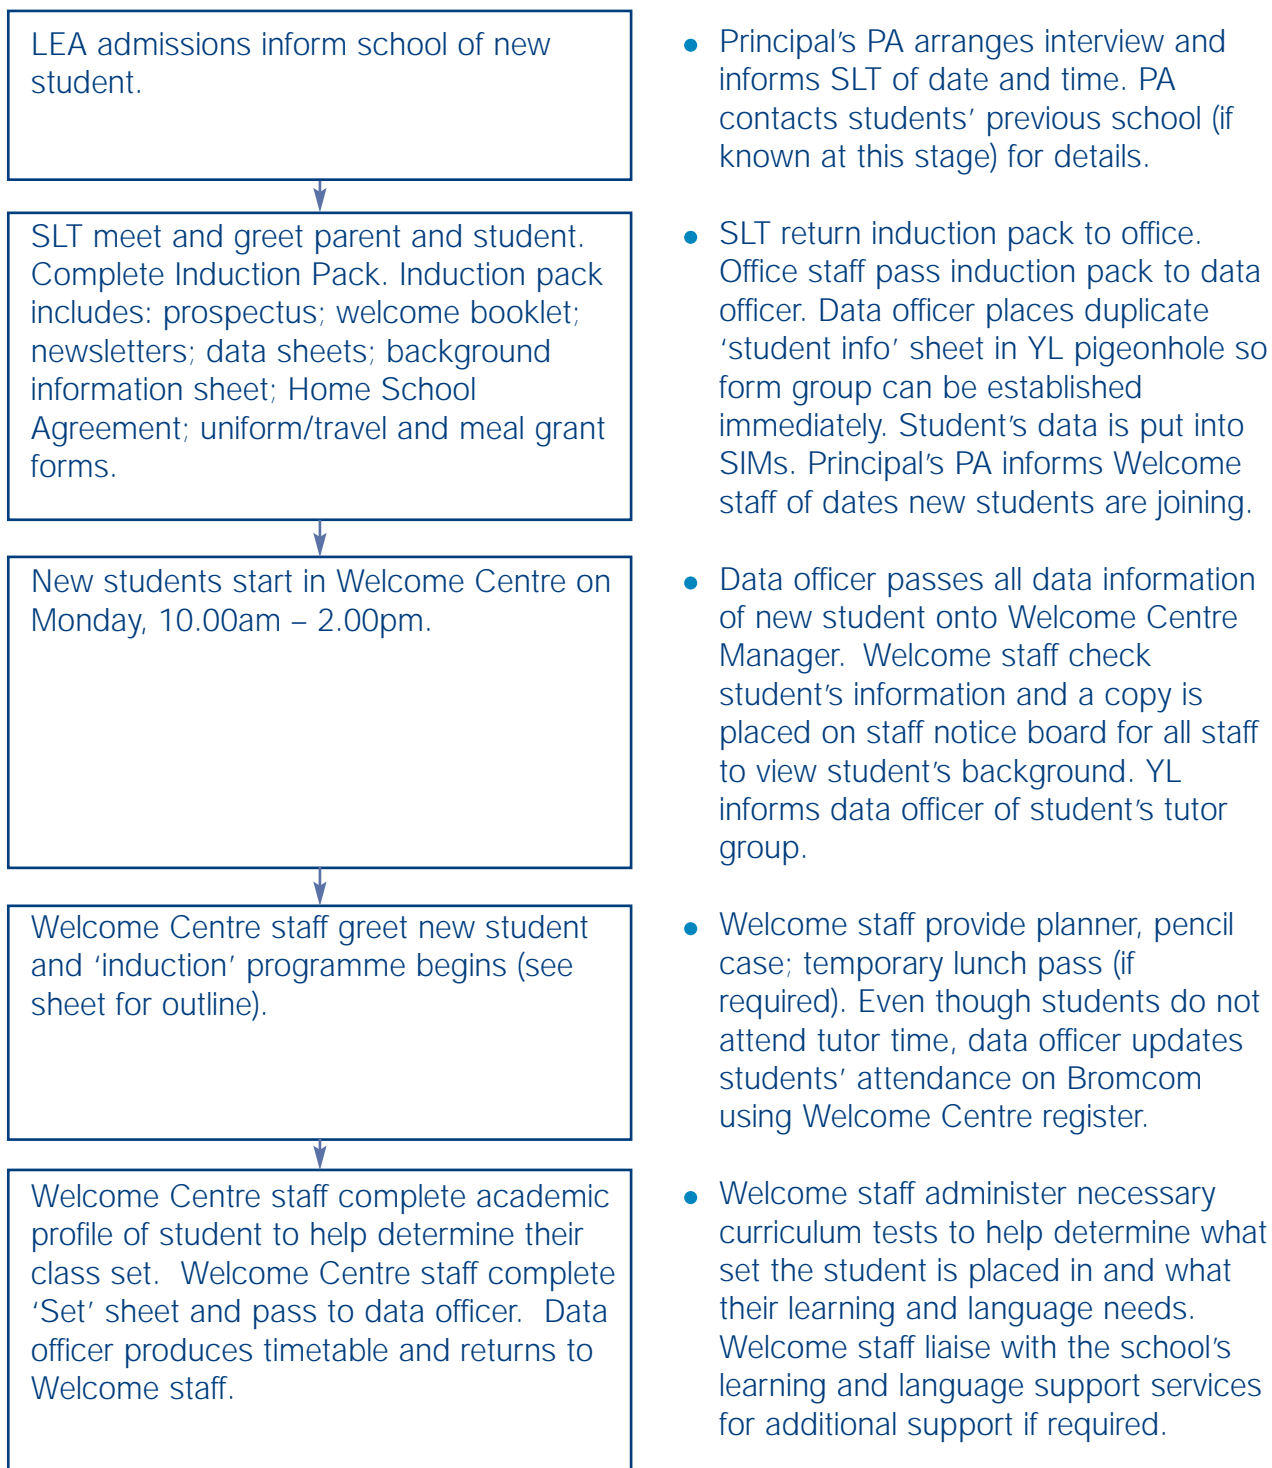 LEA admissions inform school of new
student.
● Principal's PA arranges interview and
informs SLT of date and time. PA
contacts students' previous school (if
known at this stage) for details.
SLT meet and greet parent and student.
Complete Induction Pack. Induction pack
includes: prospectus; welcome booklet;
newsletters; data sheets; background
information sheet; Home School
Agreement; uniform/travel and meal grant
forms.
● SLT return induction pack to office.
Office staff pass induction pack to data
officer. Data officer places duplicate
‘student info’ sheet in YL pigeonhole so
form group can be established
immediately. Student's data is put into
SIMs. Principal's PA informs Welcome
staff of dates new students are joining.
New students start in Welcome Centre on
Monday, 10.00am – 2.00pm.
● Data officer passes all data information
of new student onto Welcome Centre
Manager. Welcome staff check
student's information and a copy is
placed on staff notice board for all staff
to view student's background. YL
informs data officer of student's tutor
group.
Welcome Centre staff greet new student
and ‘induction’ programme begins (see
sheet for outline).
● Welcome staff provide planner, pencil
case; temporary lunch pass (if
required). Even though students do not
attend tutor time, data officer updates
students' attendance on Bromcom
using Welcome Centre register.
Welcome Centre staff complete academic
profile of student to help determine their
class set. Welcome Centre staff complete
‘Set’ sheet and pass to data officer. Data
officer produces timetable and returns to
Welcome staff.
● Welcome staff administer necessary
curriculum tests to help determine what
set the student is placed in and what
their learning and language needs.
Welcome staff liaise with the school's
learning and language support services
for additional support if required.